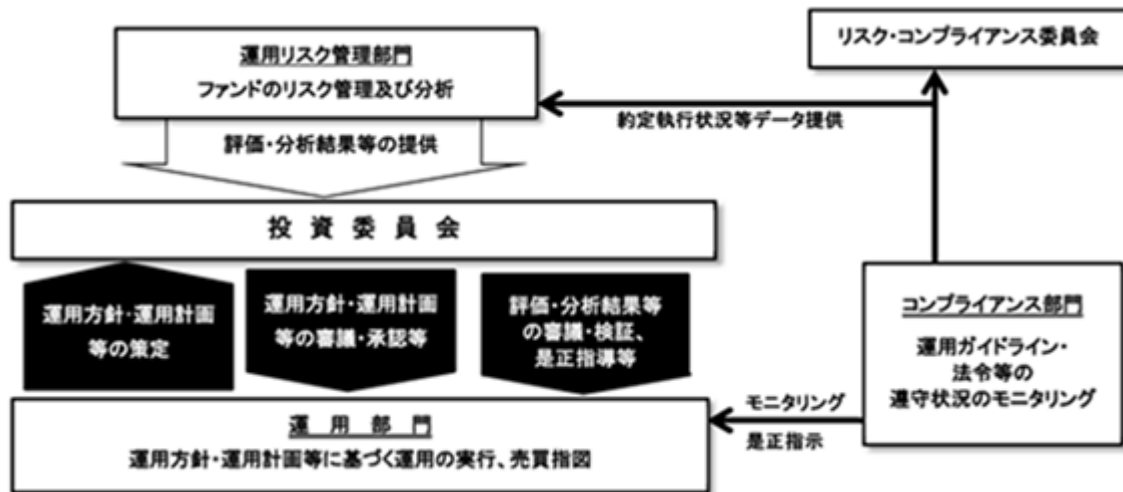 運用リスク管理部門
ファンドのリスク管理及び分析
リスク・コンプライアンス委員会
約定執行状況等データ提供
評価・分析結果等の提供
投資委員会
運用方針・運用計画
等の策定
運用方針・運用計画
等の審議・承認等
評価・分析結果等
の審議・検証、
是正指導等
コンプライアンス部門
運用ガイドライン・
法令等の
遵守状況のモニタリング
モニタリング
是正指示
運用部門
運用方針・運用計画等に基づく運用の実行、売買指図